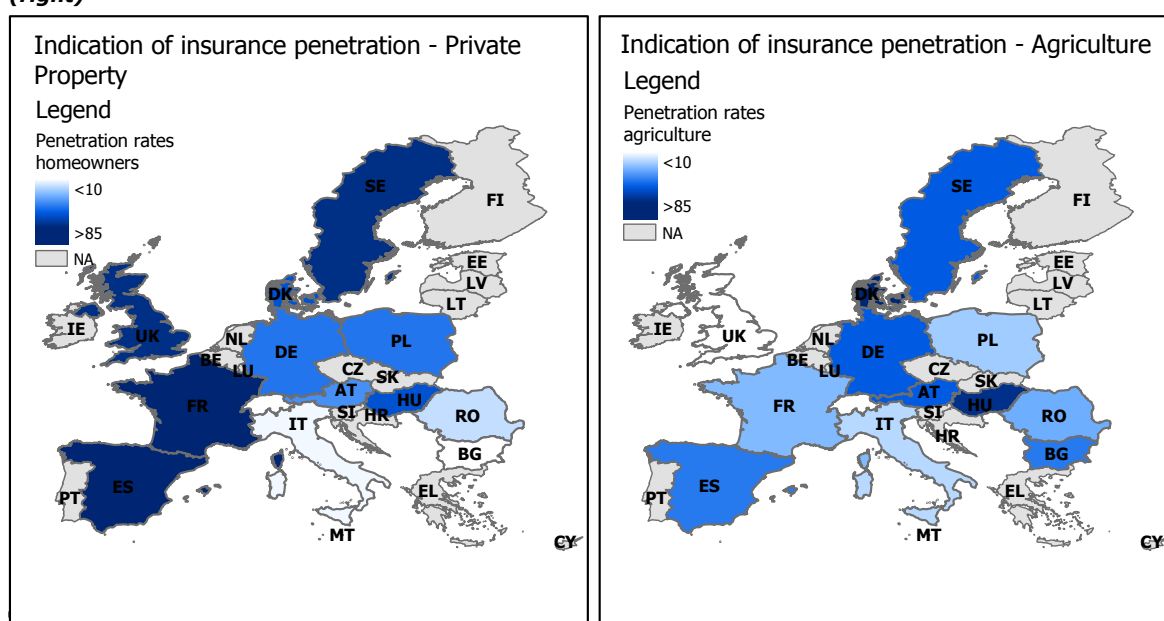 (right)
Indication of insurance penetration - Private
Property
Legend
Penetration rates
homeowners
<10
>85
NA
SE
FI
EE
LV
LT
DK
IE
UK
NL
BE
LU
DE
PL
CZ
SK
AT
HU
FR
SI
HR
RO
IT
BG
PT
ES
EL
MT
CY
Indication of insurance penetration - Agriculture
Legend
Penetration rates
agriculture
<10
>85
NA
SE
FI
EE
LV
LT
DK
IE
UK
NL
BE
LU
DE
PL
CZ
SK
AT
HU
FR
SI
HR
RO
IT
BG
PT
ES
EL
MT
CY